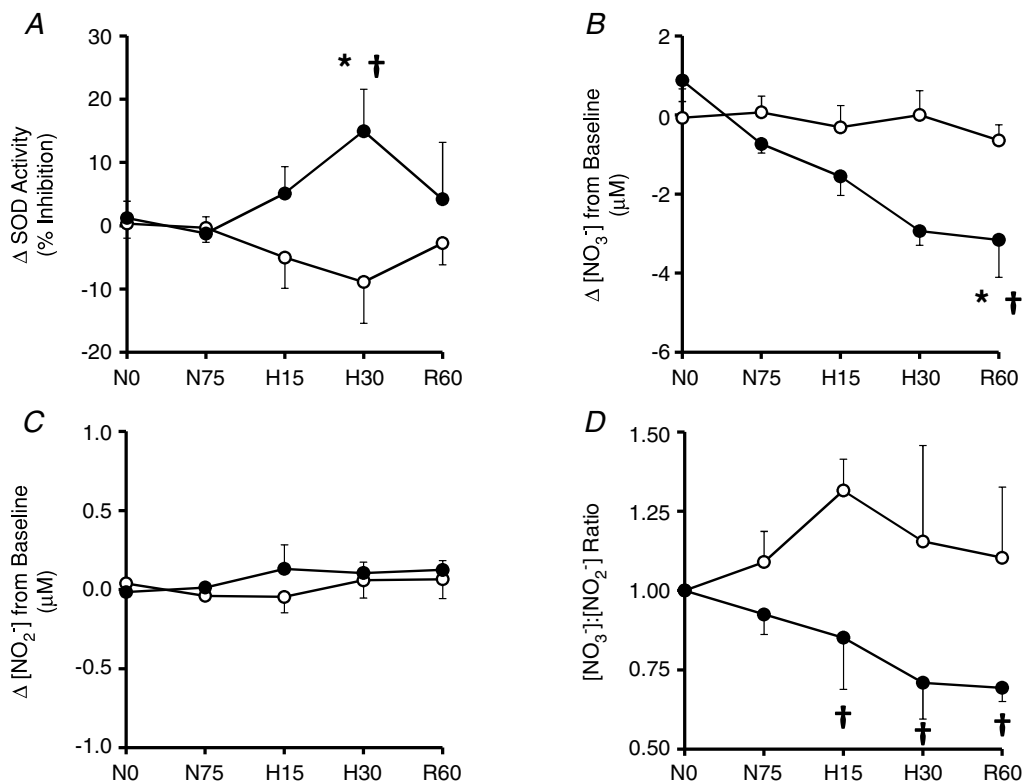 A
30
20
10
0
-10
-20
Δ SOD Activity
(% Inhibition)
* †
N0 N75 H15 H30 R60
B
2
0
-2
-4
-6
Δ [NO₃⁻] from Baseline
(μM)
* †
N0 N75 H15 H30 R60
C
1.0
0.5
0.0
-0.5
-1.0
Δ [NO₂⁻] from Baseline
(μM)
N0 N75 H15 H30 R60
D
1.50
1.25
1.00
0.75
0.50
[NO₃⁻]:[NO₂⁻] Ratio
† † †
N0 N75 H15 H30 R60